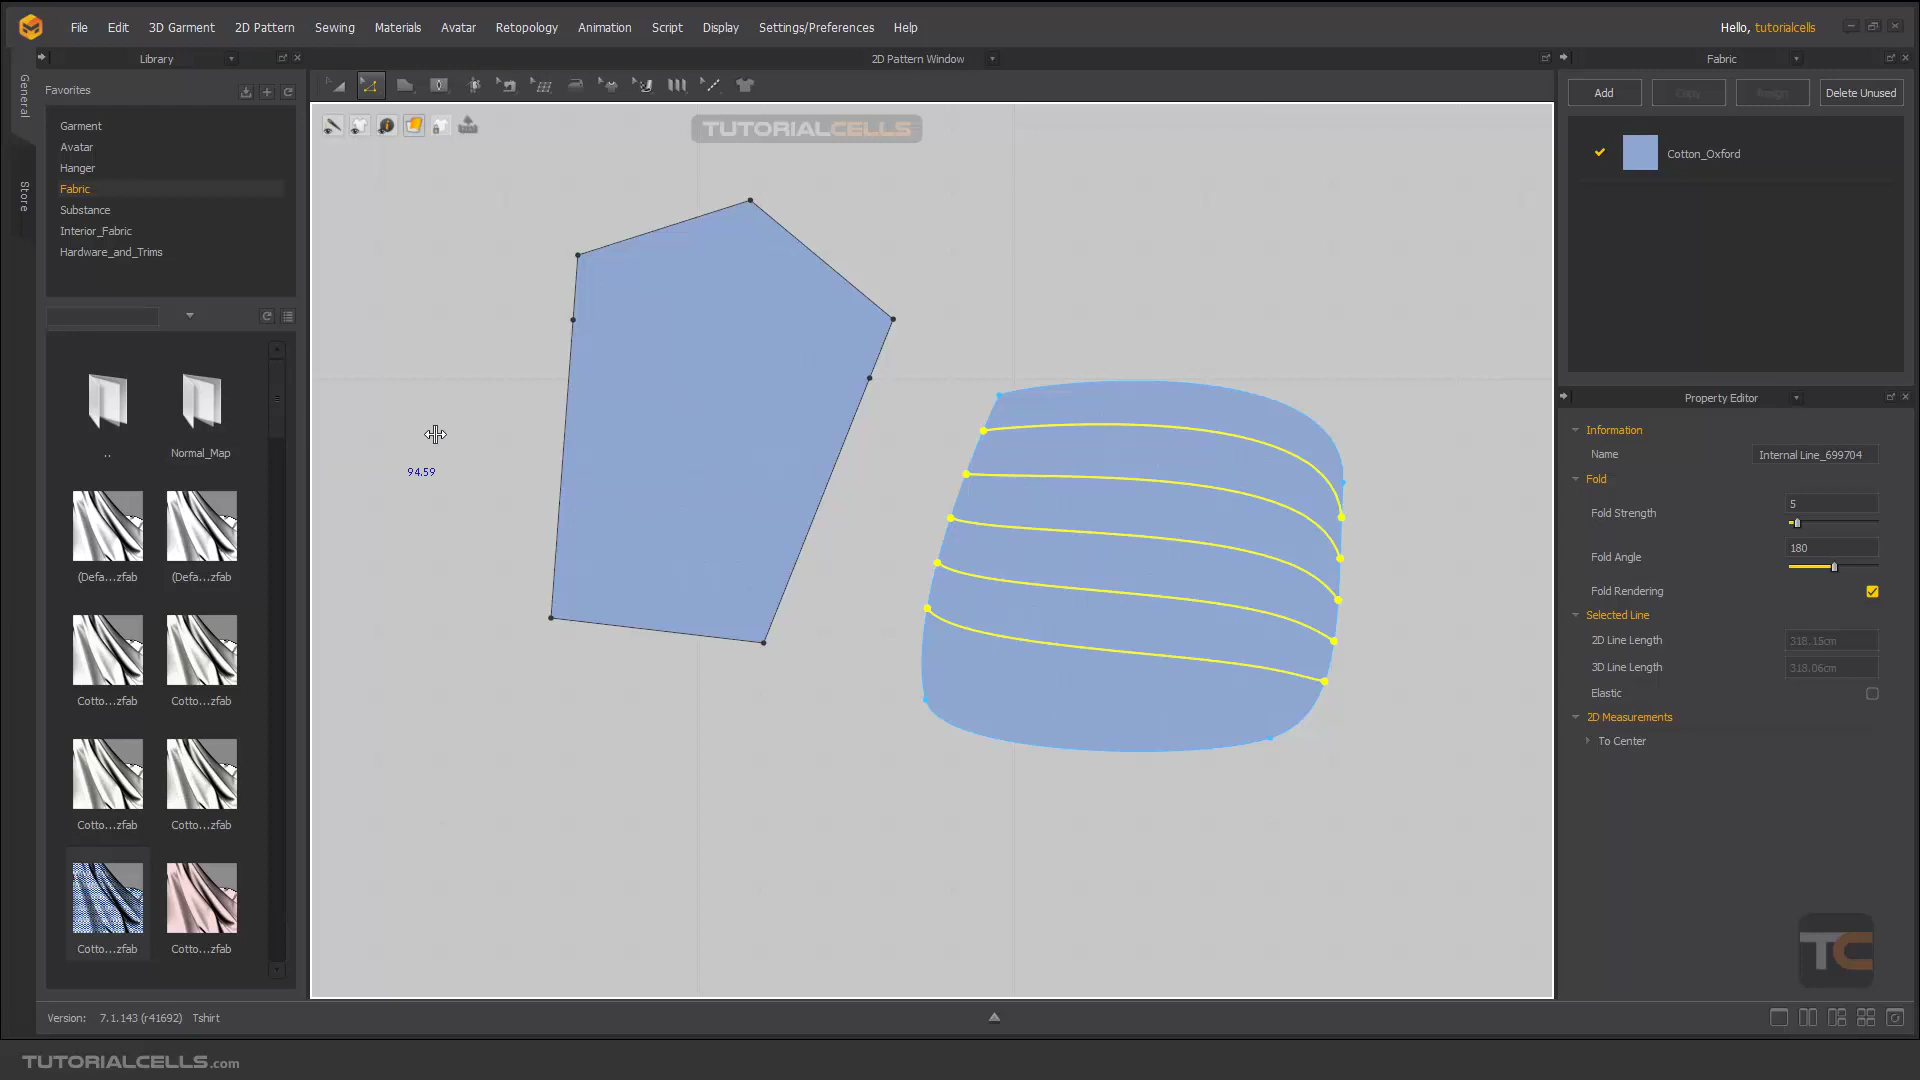 File Edit 3D Garment 2D Pattern Sewing Materials Avatar Retopology Animation Script Display Settings/Preferences Help
Hello, tutorialcells
Library
2D Pattern Window
Fabric
General
Store
Favorites
Garment
Avatar
Hanger
Fabric
Substance
Interior_Fabric
Hardware_and_Trims
..
Normal_Map
(Defa...zfab
(Defa...zfab
Cotto...zfab
Cotto...zfab
Cotto...zfab
Cotto...zfab
Cotto...zfab
Cotto...zfab
TUTORIALCELLS
94.59
Add Copy Assign Delete Unused
Cotton_Oxford
Property Editor
Information
Name Internal Line_699704
Fold
Fold Strength 5
Fold Angle 180
Fold Rendering
Selected Line
2D Line Length 318.15cm
3D Line Length 318.06cm
Elastic
2D Measurements
To Center
TC
Version: 7.1.143 (r41692) Tshirt
TUTORIALCELLS.com